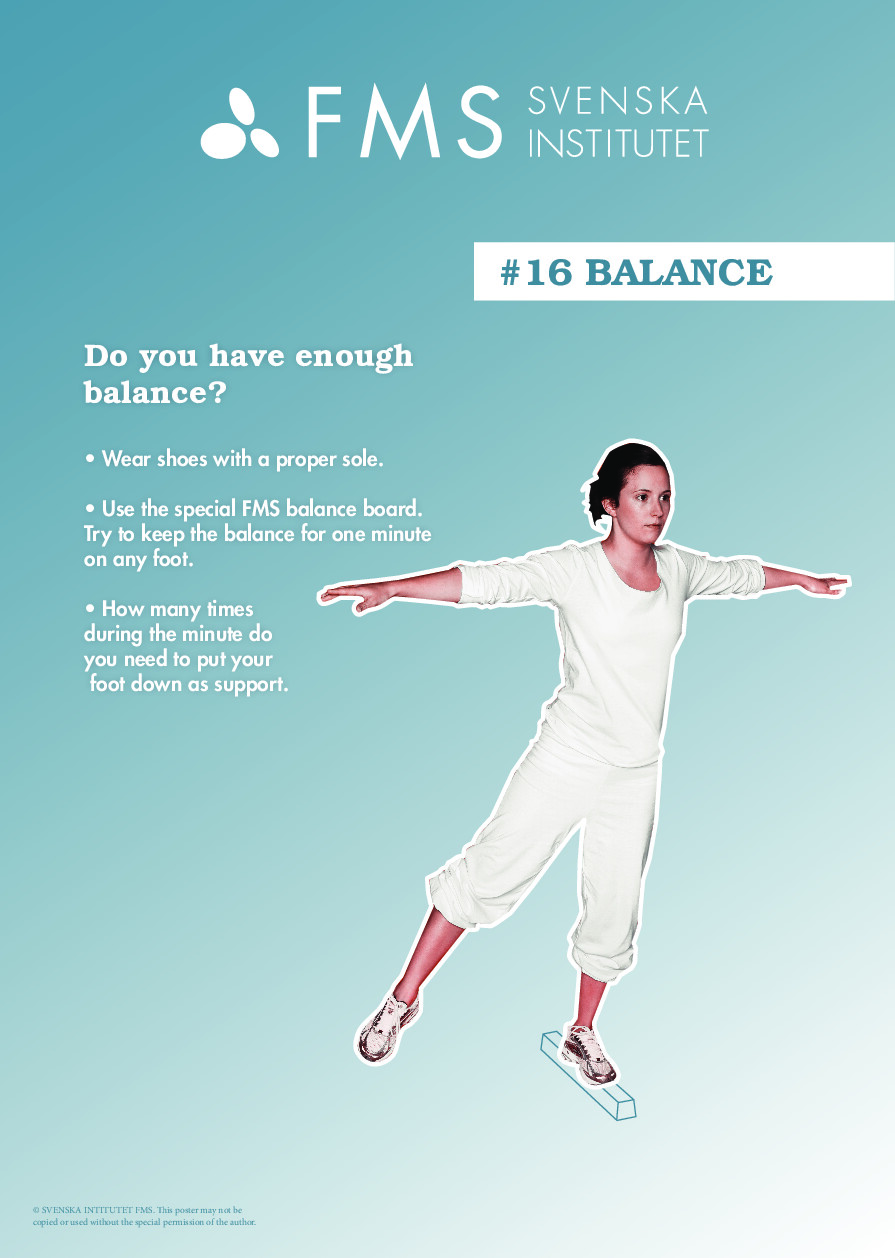 FMS SVENSKA
INSTITUTET
#16 BALANCE
Do you have enough
balance?
• Wear shoes with a proper sole.
• Use the special FMS balance board.
Try to keep the balance for one minute
on any foot.
• How many times
during the minute do
you need to put your
foot down as support.
© SVENSKA INTITUTET FMS. This poster may not be
copied or used without the special permission of the author.